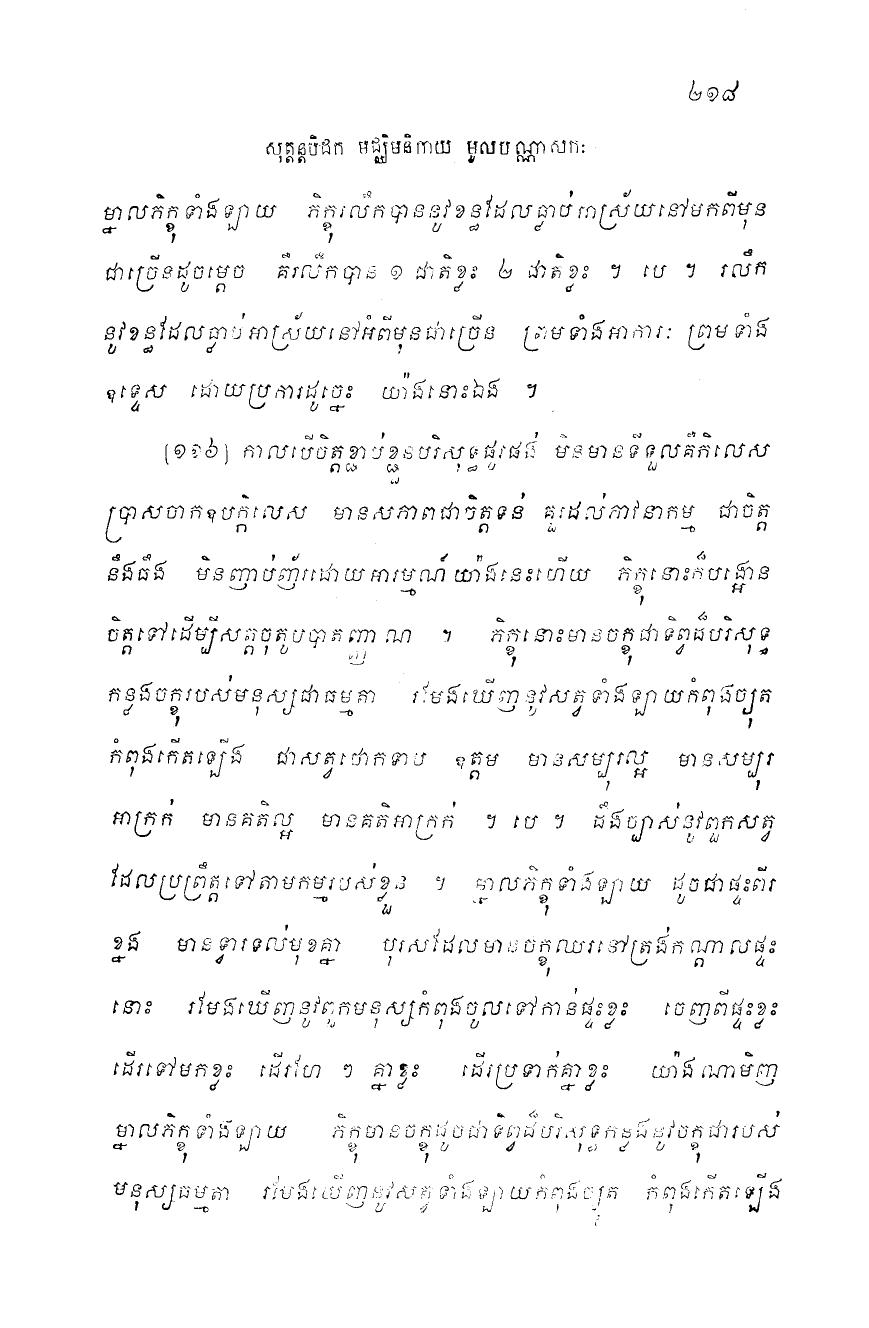 ២១៨
សុត្តន្តបិដក មជ្ឈិមនិកាយ មូលបណ្ណាសកៈ
ម្នាលភិក្ខុទាំងឡាយ ភិក្ខុរលឹកបាននូវខន្ធដែលធ្លាប់អាស្រ័យនៅមកពីមុន
ជាច្រើនដូចម្តេច គឺរលឹកបាន ១ ជាតិខ្លះ ២ ជាតិខ្លះ ។ បេ ។ រលឹក
នូវខន្ធដែលធ្លាប់អាស្រ័យនៅអំពីមុនជាច្រើន ព្រមទាំងអាការៈ ព្រមទាំង
ឧទ្ទេស ដោយប្រការដូច្នេះ យ៉ាងនោះឯង ។
កាលបើចិត្តខ្ជាប់ខ្ជួនបរិសុទ្ធផូរផង់ មិនមានទីទួលគឺកិលេស
ប្រាសចាកឧបក្កិលេស មានសភាពជាចិត្តទន់ គួរដល់ភាវនាកម្ម ជាចិត្ត
នឹងធឹង មិនញាប់ញ័រដោយអារម្មណ៍យ៉ាងនេះហើយ ភិក្ខុនោះក៏បង្អោន
ចិត្តទៅដើម្បីសត្តចុតូបបាតញ្ញាណ ។ ភិក្ខុនោះមានចក្ខុជាទិព្វដ៏បរិសុទ្ធ
កន្លងចក្ខុរបស់មនុស្សជាធម្មតា រមែងឃើញនូវសត្វទាំងឡាយកំពុងច្យុត
កំពុងកើតឡើង ជាសត្វថោកទាប ឧត្តម មានសម្បុរល្អ មានសម្បុរ
អាក្រក់ មានគតិល្អ មានគតិអាក្រក់ ។ បេ ។ ដឹងច្បាស់នូវពួកសត្វ
ដែលប្រព្រឹត្តទៅតាមកម្មរបស់ខ្លួន ។ ម្នាលភិក្ខុទាំងឡាយ ដូចជាផ្ទះពីរ
ខ្នង មានទ្វារទល់មុខគ្នា បុរសដែលមានចក្ខុឈរនៅត្រង់កណ្តាលផ្ទះ
នោះ រមែងឃើញនូវពួកមនុស្សកំពុងចូលទៅកាន់ផ្ទះខ្លះ ចេញពីផ្ទះខ្លះ
ដើរទៅមកខ្លះ ដើរហែ ៗ គ្នាខ្លះ ដើរប្រទាក់គ្នាខ្លះ យ៉ាងណាមិញ
ម្នាលភិក្ខុទាំងឡាយ ភិក្ខុមានចក្ខុដូចជាទិព្វដ៏បរិសុទ្ធកន្លងនូវចក្ខុជារបស់
មនុស្សធម្មតា រមែងឃើញនូវសត្វទាំងឡាយកំពុងច្យុត កំពុងកើតឡើង